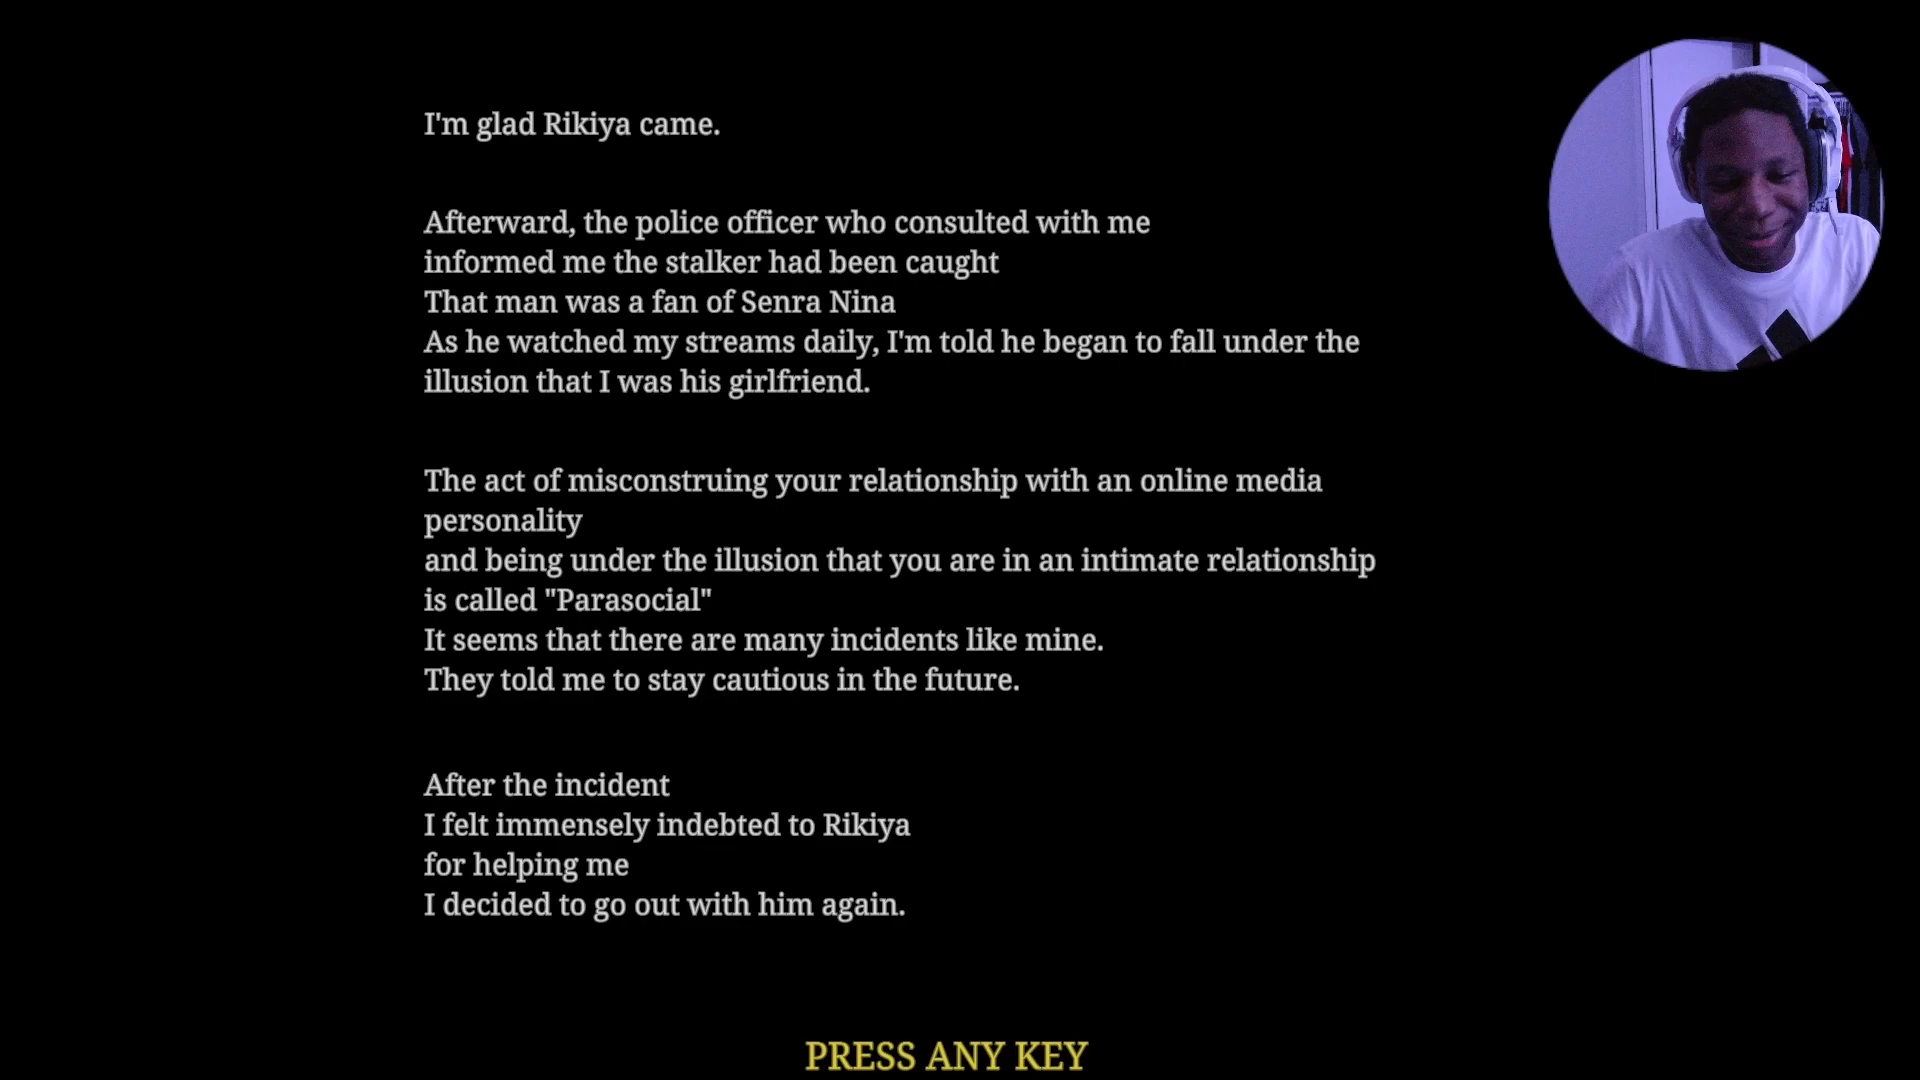 I'm glad Rikiya came.
Afterward, the police officer who consulted with me
informed me the stalker had been caught
That man was a fan of Senra Nina
As he watched my streams daily, I'm told he began to fall under the
illusion that I was his girlfriend.
The act of misconstruing your relationship with an online media
personality
and being under the illusion that you are in an intimate relationship
is called "Parasocial"
It seems that there are many incidents like mine.
They told me to stay cautious in the future.
After the incident
I felt immensely indebted to Rikiya
for helping me
I decided to go out with him again.
PRESS ANY KEY